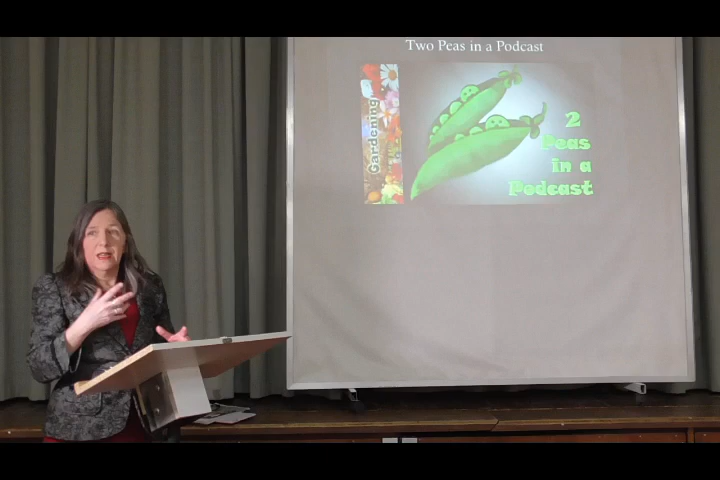 Two Peas in a Podcast
Gardening
2
Peas
in a
Podcast